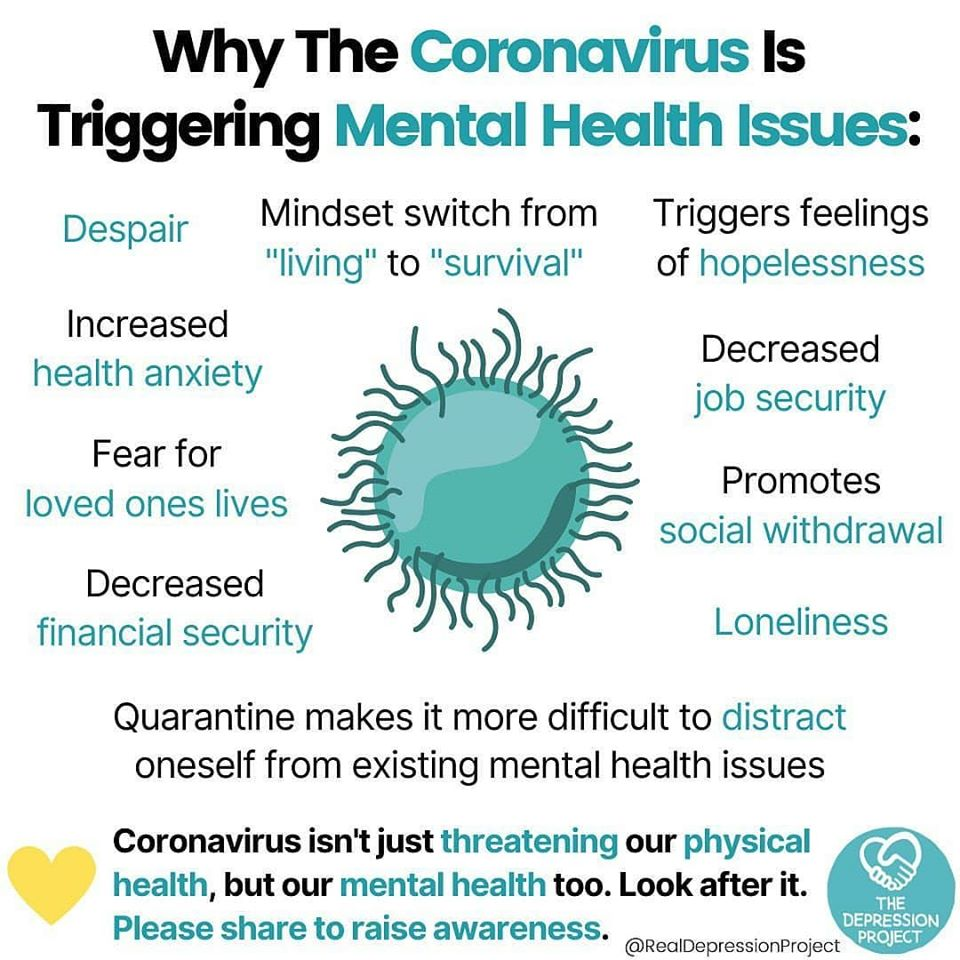 Why The Coronavirus Is
Triggering Mental Health Issues:
Despair
Mindset switch from
"living" to "survival"
Triggers feelings
of hopelessness
Increased
health anxiety
Decreased
job security
Fear for
loved ones lives
Promotes
social withdrawal
Decreased
financial security
Loneliness
Quarantine makes it more difficult to distract
oneself from existing mental health issues
Coronavirus isn't just threatening our physical
health, but our mental health too. Look after it.
Please share to raise awareness.
@RealDepressionProject
THE
DEPRESSION
PROJECT